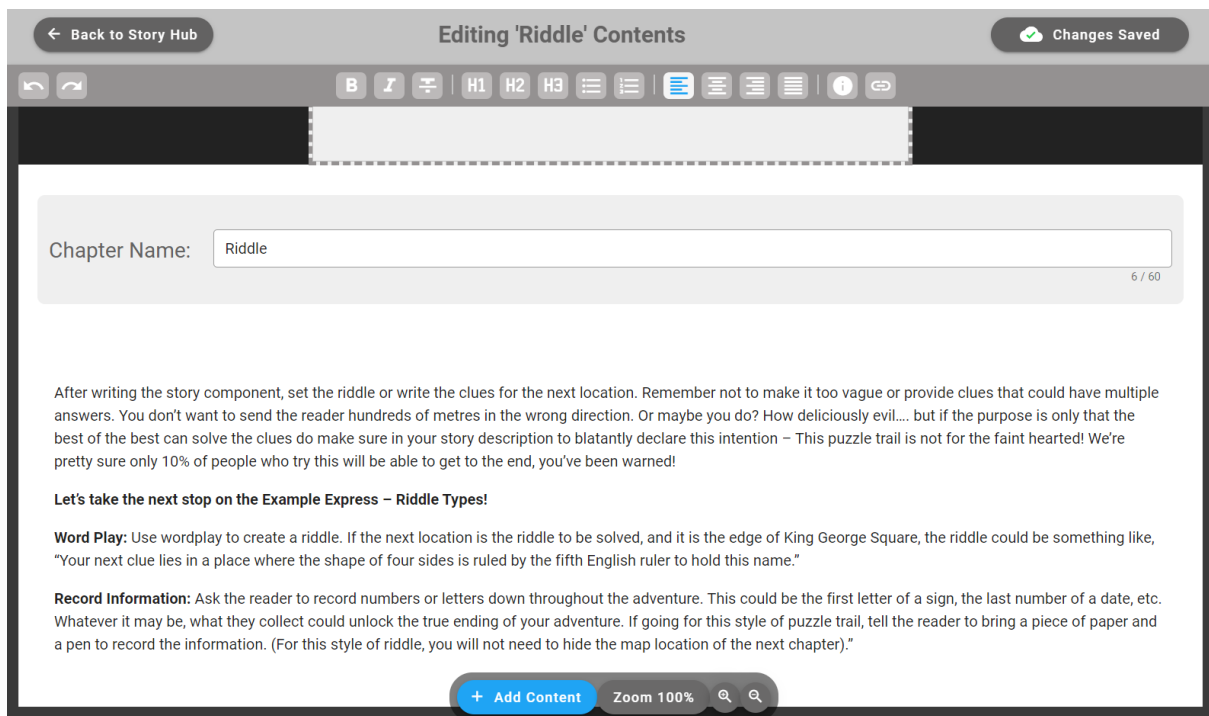 Back to Story Hub
Editing 'Riddle' Contents
Changes Saved
B I T H1 H2 H3
Chapter Name:
Riddle
6 / 60
After writing the story component, set the riddle or write the clues for the next location. Remember not to make it too vague or provide clues that could have multiple
answers. You don’t want to send the reader hundreds of metres in the wrong direction. Or maybe you do? How deliciously evil…. but if the purpose is only that the
best of the best can solve the clues do make sure in your story description to blatantly declare this intention – This puzzle trail is not for the faint hearted! We’re
pretty sure only 10% of people who try this will be able to get to the end, you’ve been warned!
Let’s take the next stop on the Example Express – Riddle Types!
Word Play: Use wordplay to create a riddle. If the next location is the riddle to be solved, and it is the edge of King George Square, the riddle could be something like,
“Your next clue lies in a place where the shape of four sides is ruled by the fifth English ruler to hold this name.”
Record Information: Ask the reader to record numbers or letters down throughout the adventure. This could be the first letter of a sign, the last number of a date, etc.
Whatever it may be, what they collect could unlock the true ending of your adventure. If going for this style of puzzle trail, tell the reader to bring a piece of paper and
a pen to record the information. (For this style of riddle, you will not need to hide the map location of the next chapter).”
+ Add Content
Zoom 100%